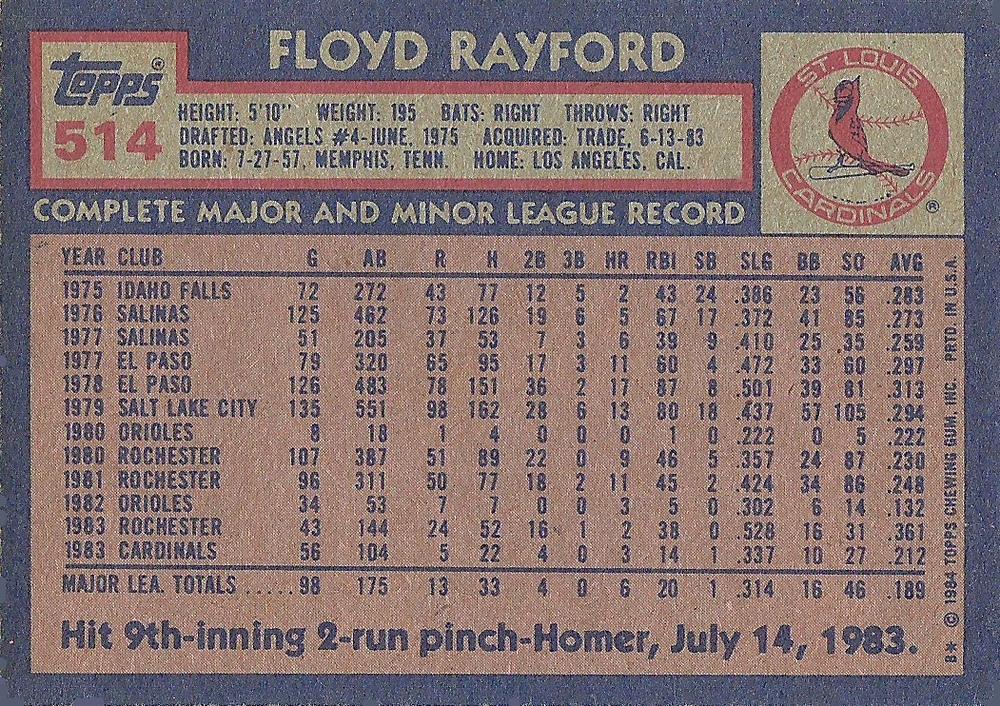 FLOYD RAYFORD
Topps®
514
HEIGHT: 5'10" WEIGHT: 195 BATS: RIGHT THROWS: RIGHT
DRAFTED: ANGELS #4-JUNE, 1975 ACQUIRED: TRADE, 6-13-83
BORN: 7-27-57, MEMPHIS, TENN. HOME: LOS ANGELES, CAL.
ST. LOUIS
CARDINALS ®
COMPLETE MAJOR AND MINOR LEAGUE RECORD
YEAR CLUB G AB R H 2B 3B HR RBI SB SLG BB SO AVG
1975 IDAHO FALLS 72 272 43 77 12 5 2 43 24 .386 23 56 .283
1976 SALINAS 125 462 73 126 19 6 5 67 17 .372 41 85 .273
1977 SALINAS 51 205 37 53 7 3 6 39 9 .410 25 35 .259
1977 EL PASO 79 320 65 95 17 3 11 60 4 .472 33 60 .297
1978 EL PASO 126 483 78 151 36 2 17 87 8 .501 39 81 .313
1979 SALT LAKE CITY 135 551 98 162 28 6 13 80 18 .437 57 105 .294
1980 ORIOLES 8 18 1 4 0 0 0 1 0 .222 0 5 .222
1980 ROCHESTER 107 387 51 89 22 0 9 46 5 .357 24 87 .230
1981 ROCHESTER 96 311 50 77 18 2 11 45 2 .424 34 86 .248
1982 ORIOLES 34 53 7 7 0 0 3 5 0 .302 6 14 .132
1983 ROCHESTER 43 144 24 52 16 1 2 38 0 .528 16 31 .361
1983 CARDINALS 56 104 5 22 4 0 3 14 1 .337 10 27 .212
MAJOR LEA. TOTALS ..... 98 175 13 33 4 0 6 20 1 .314 16 46 .189
Hit 9th-inning 2-run pinch-Homer, July 14, 1983.
B* © 1984 TOPPS CHEWING GUM, INC. PRTD. IN U.S.A.